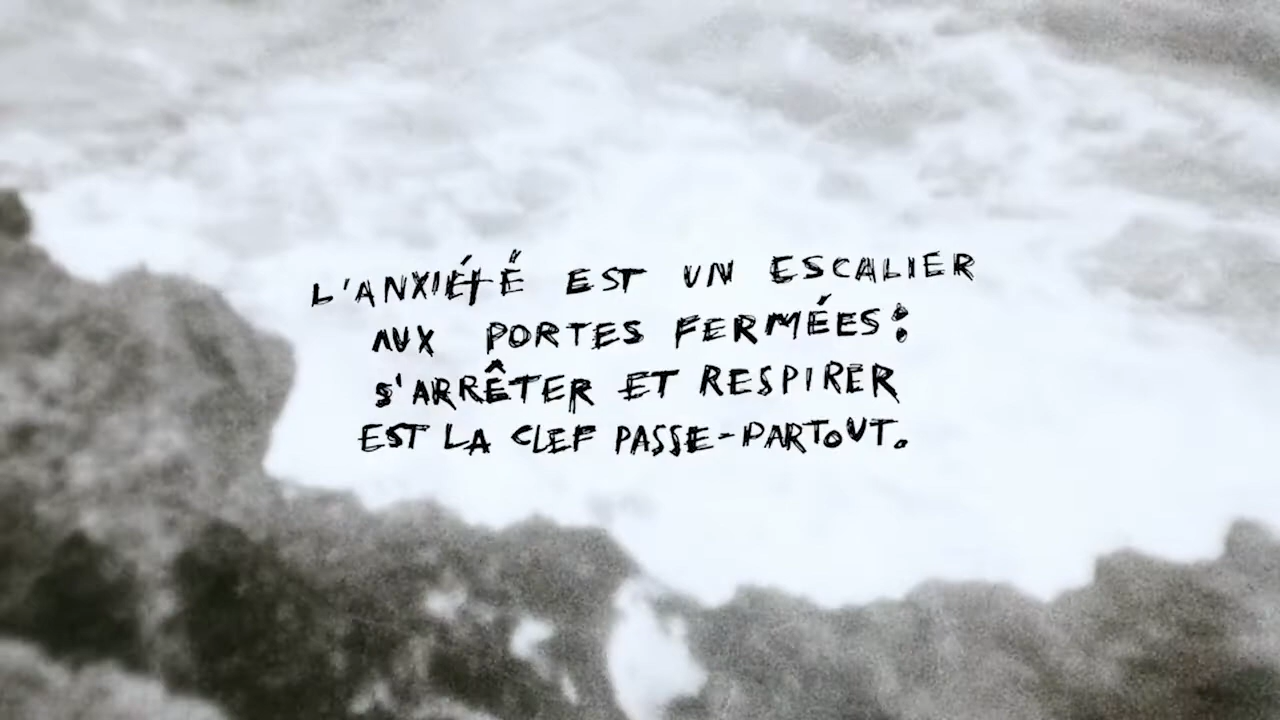 L'ANXIÉTÉ EST UN ESCALIER
AUX PORTES FERMÉES:
S'ARRÊTER ET RESPIRER
EST LA CLEF PASSE-PARTOUT.